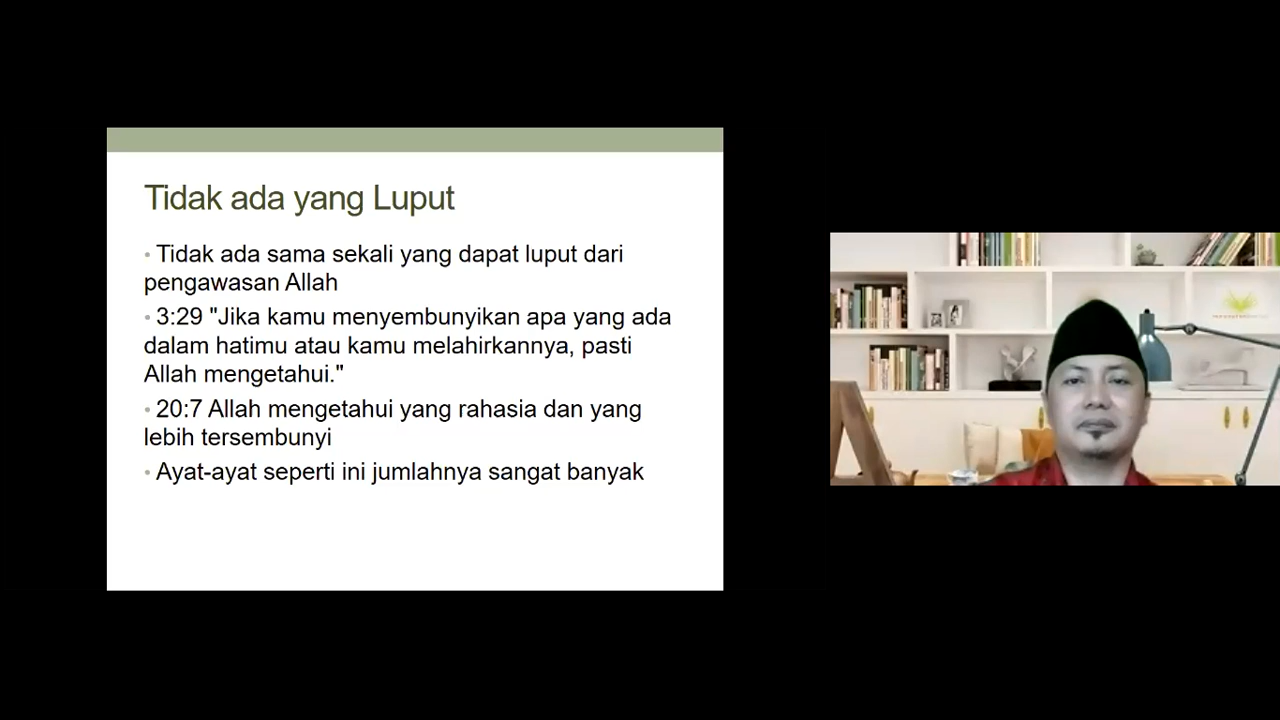 Tidak ada yang Luput
• Tidak ada sama sekali yang dapat luput dari
pengawasan Allah
• 3:29 "Jika kamu menyembunyikan apa yang ada
dalam hatimu atau kamu melahirkannya, pasti
Allah mengetahui."
• 20:7 Allah mengetahui yang rahasia dan yang
lebih tersembunyi
• Ayat-ayat seperti ini jumlahnya sangat banyak